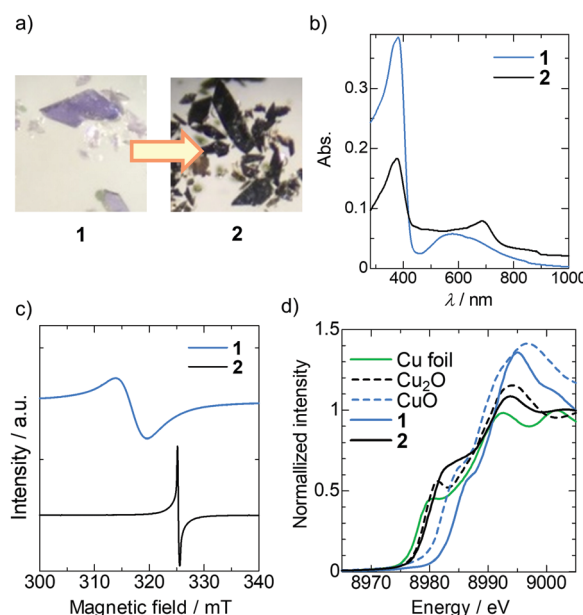 a)
1
2
b)
1
2
Abs.
0.3
0.2
0.1
0
400
600
800
1000
λ / nm
c)
1
2
Intensity / a.u.
300
310
320
330
340
Magnetic field / mT
d)
Cu foil
Cu₂O
CuO
1
2
Normallized intensity
1.5
1
0.5
0
8970
8980
8990
9000
Energy / eV